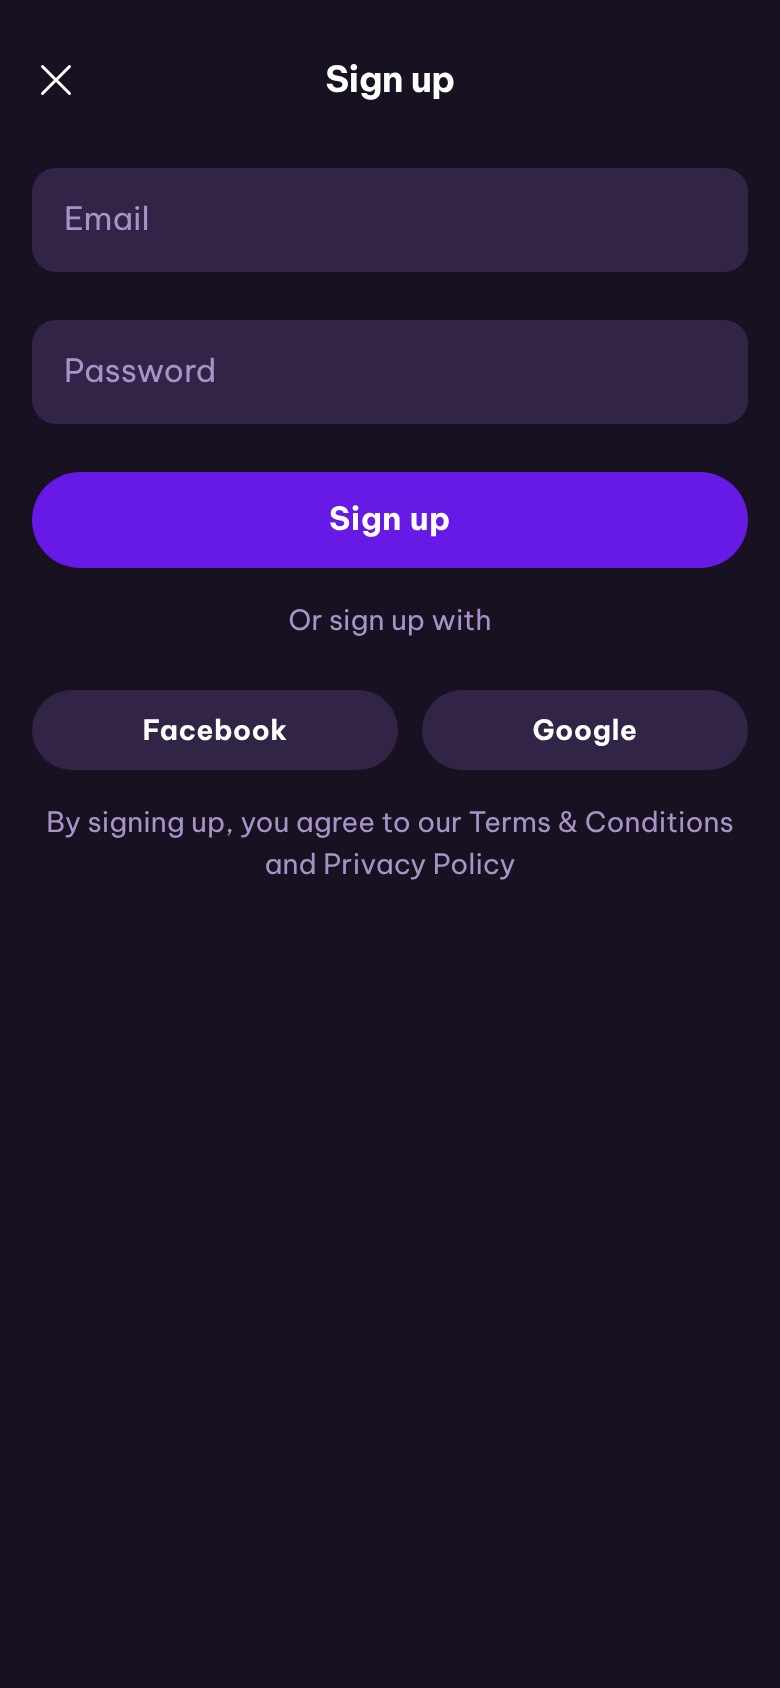 Sign up
Email
Password
Sign up
Or sign up with
Facebook
Google
By signing up, you agree to our Terms & Conditions
and Privacy Policy